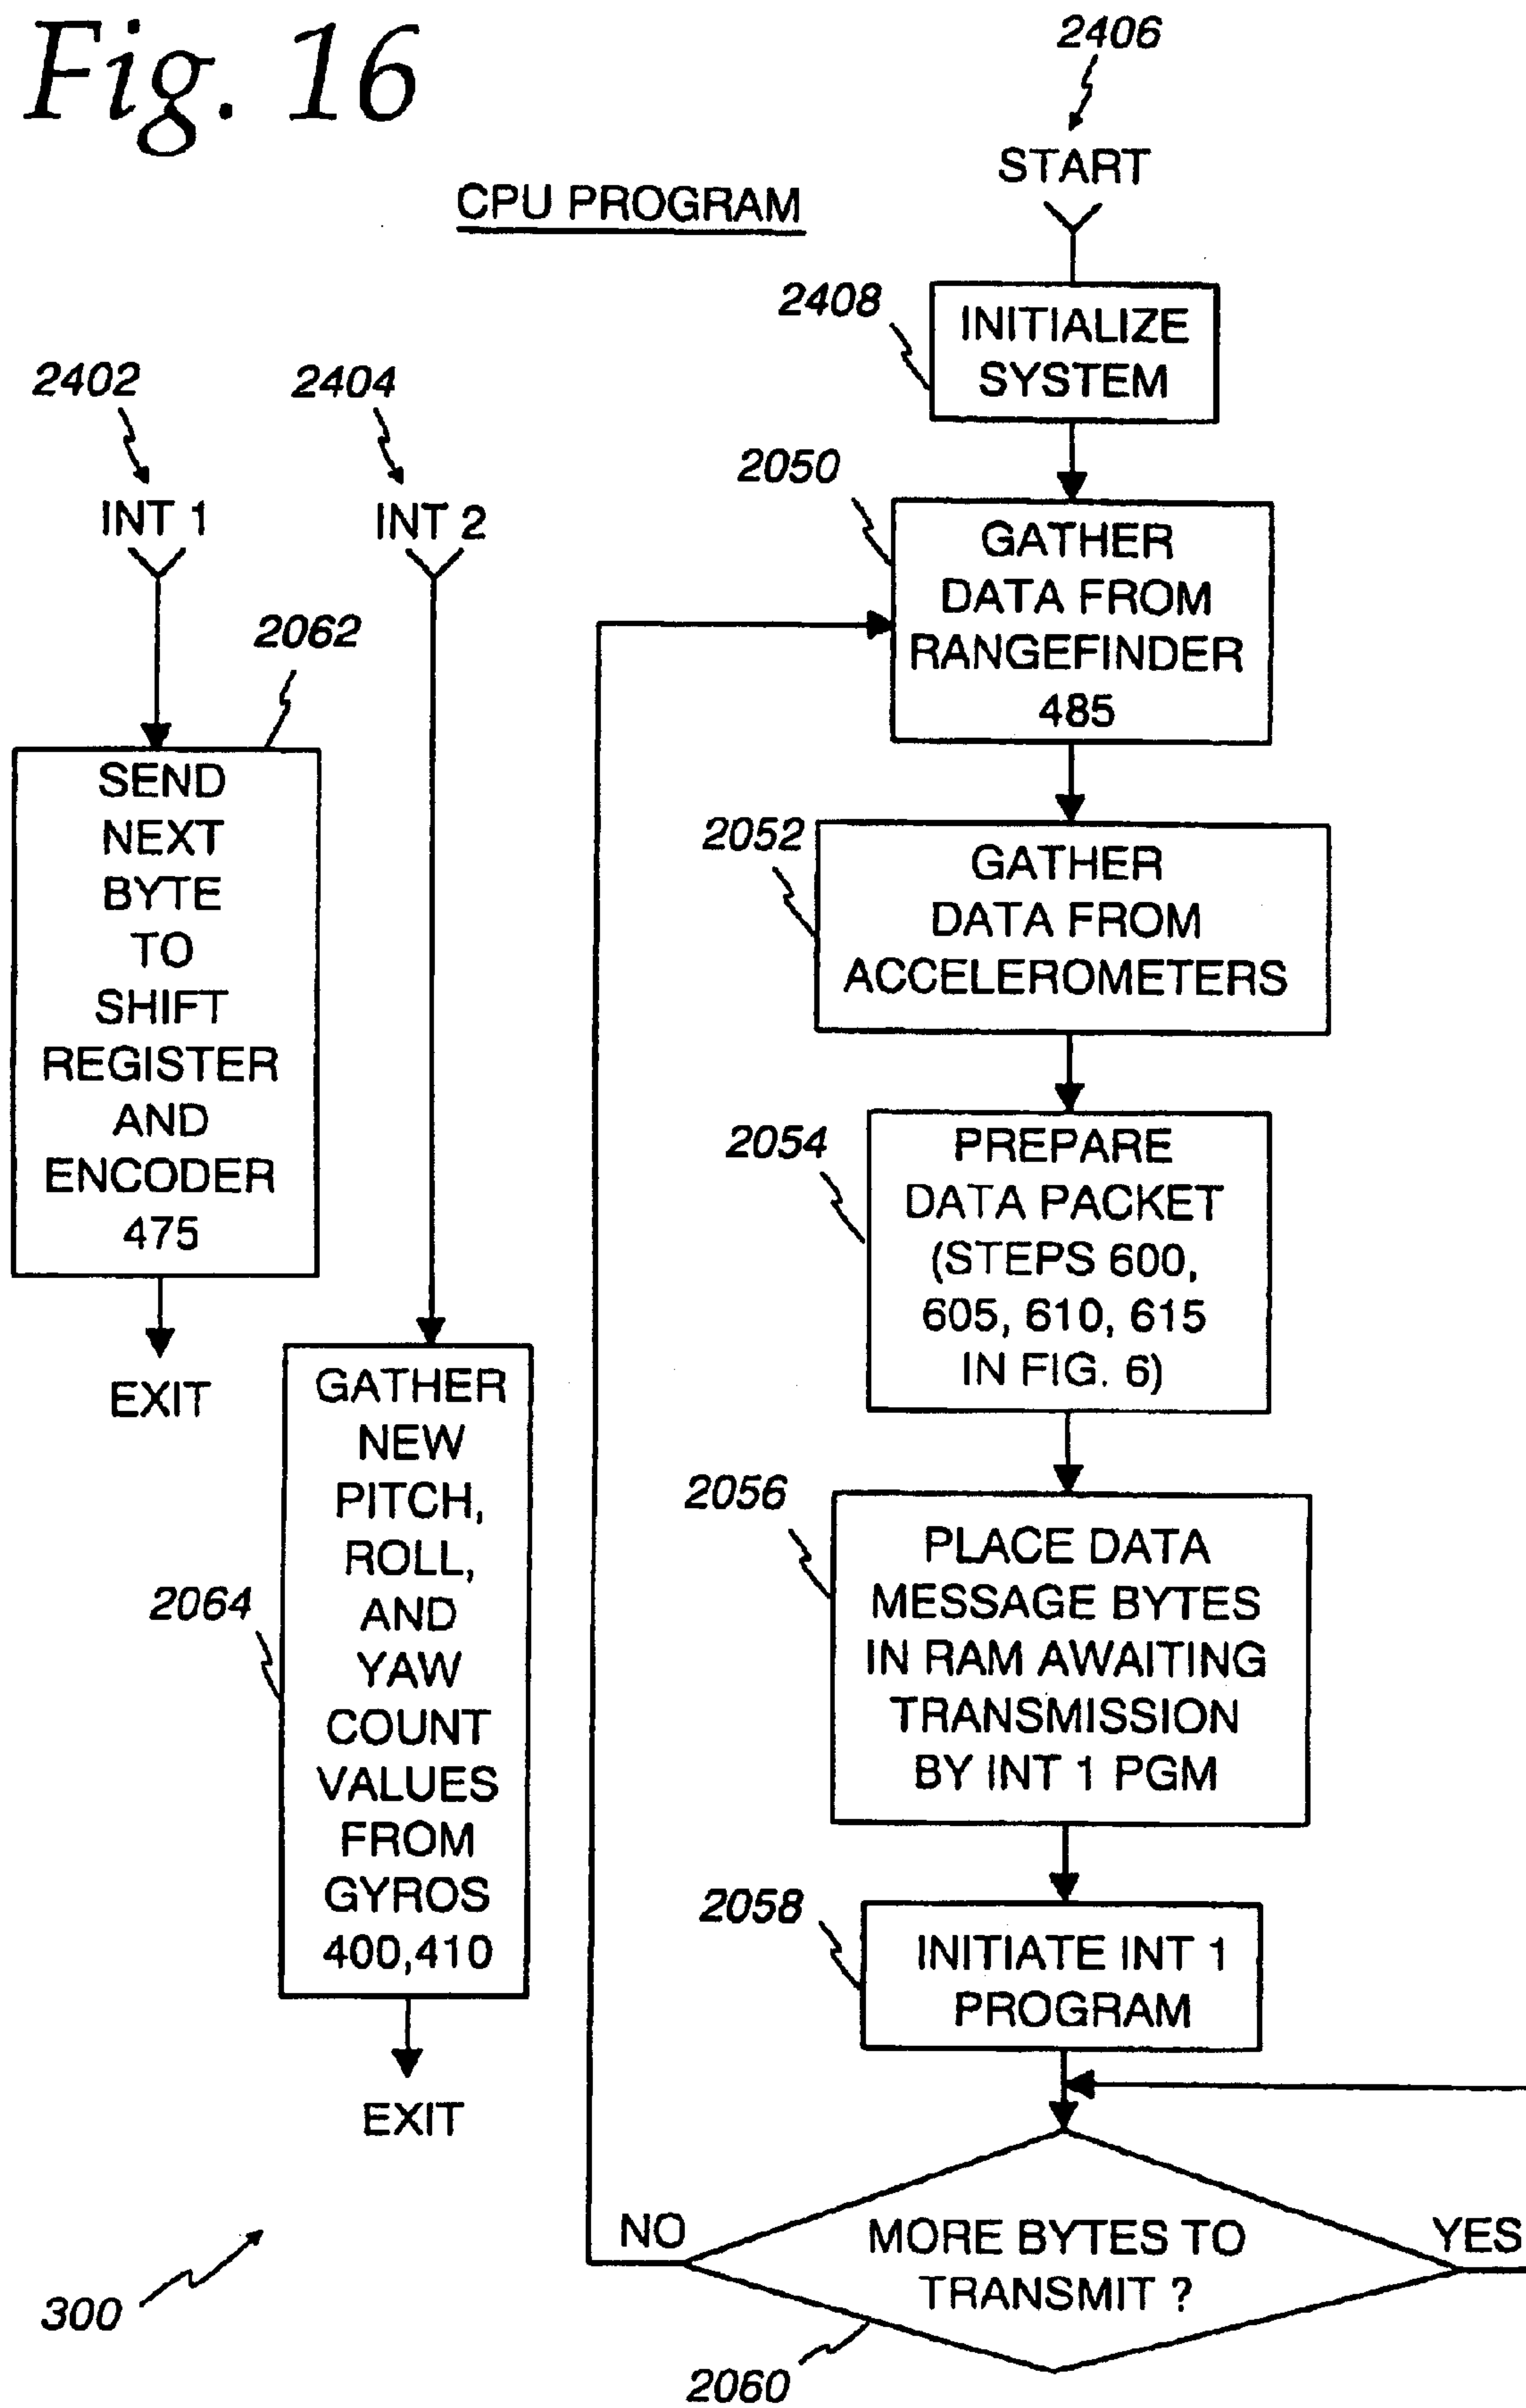 Fig. 16
CPU PROGRAM
2406
START
2408
INITIALIZE
SYSTEM
2402
INT 1
2404
INT 2
2050
GATHER
DATA FROM
RANGEFINDER
485
2062
SEND
NEXT
BYTE
TO
SHIFT
REGISTER
AND
ENCODER
475
EXIT
2052
GATHER
DATA FROM
ACCELEROMETERS
2054
PREPARE
DATA PACKET
(STEPS 600,
605, 610, 615
IN FIG. 6)
2064
GATHER
NEW
PITCH,
ROLL,
AND
YAW
COUNT
VALUES
FROM
GYROS
400,410
EXIT
2056
PLACE DATA
MESSAGE BYTES
IN RAM AWAITING
TRANSMISSION
BY INT 1 PGM
2058
INITIATE INT 1
PROGRAM
NO
MORE BYTES TO
TRANSMIT ?
YES
2060
300